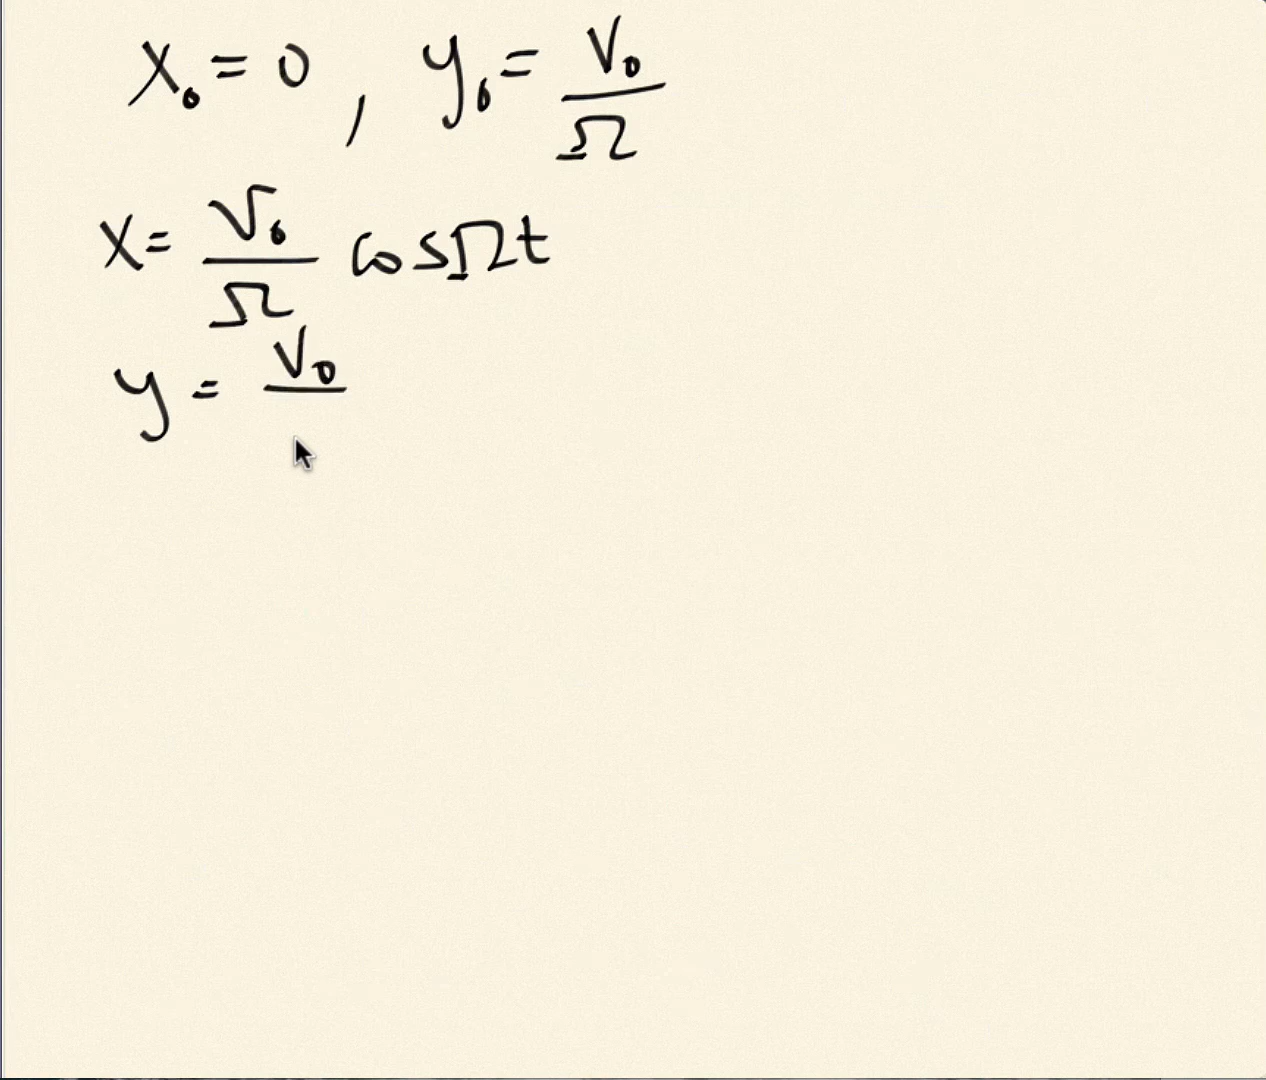 x₀ = 0 , y₀ = V₀/Ω
x = V₀/Ω cosΩt
y = V₀/